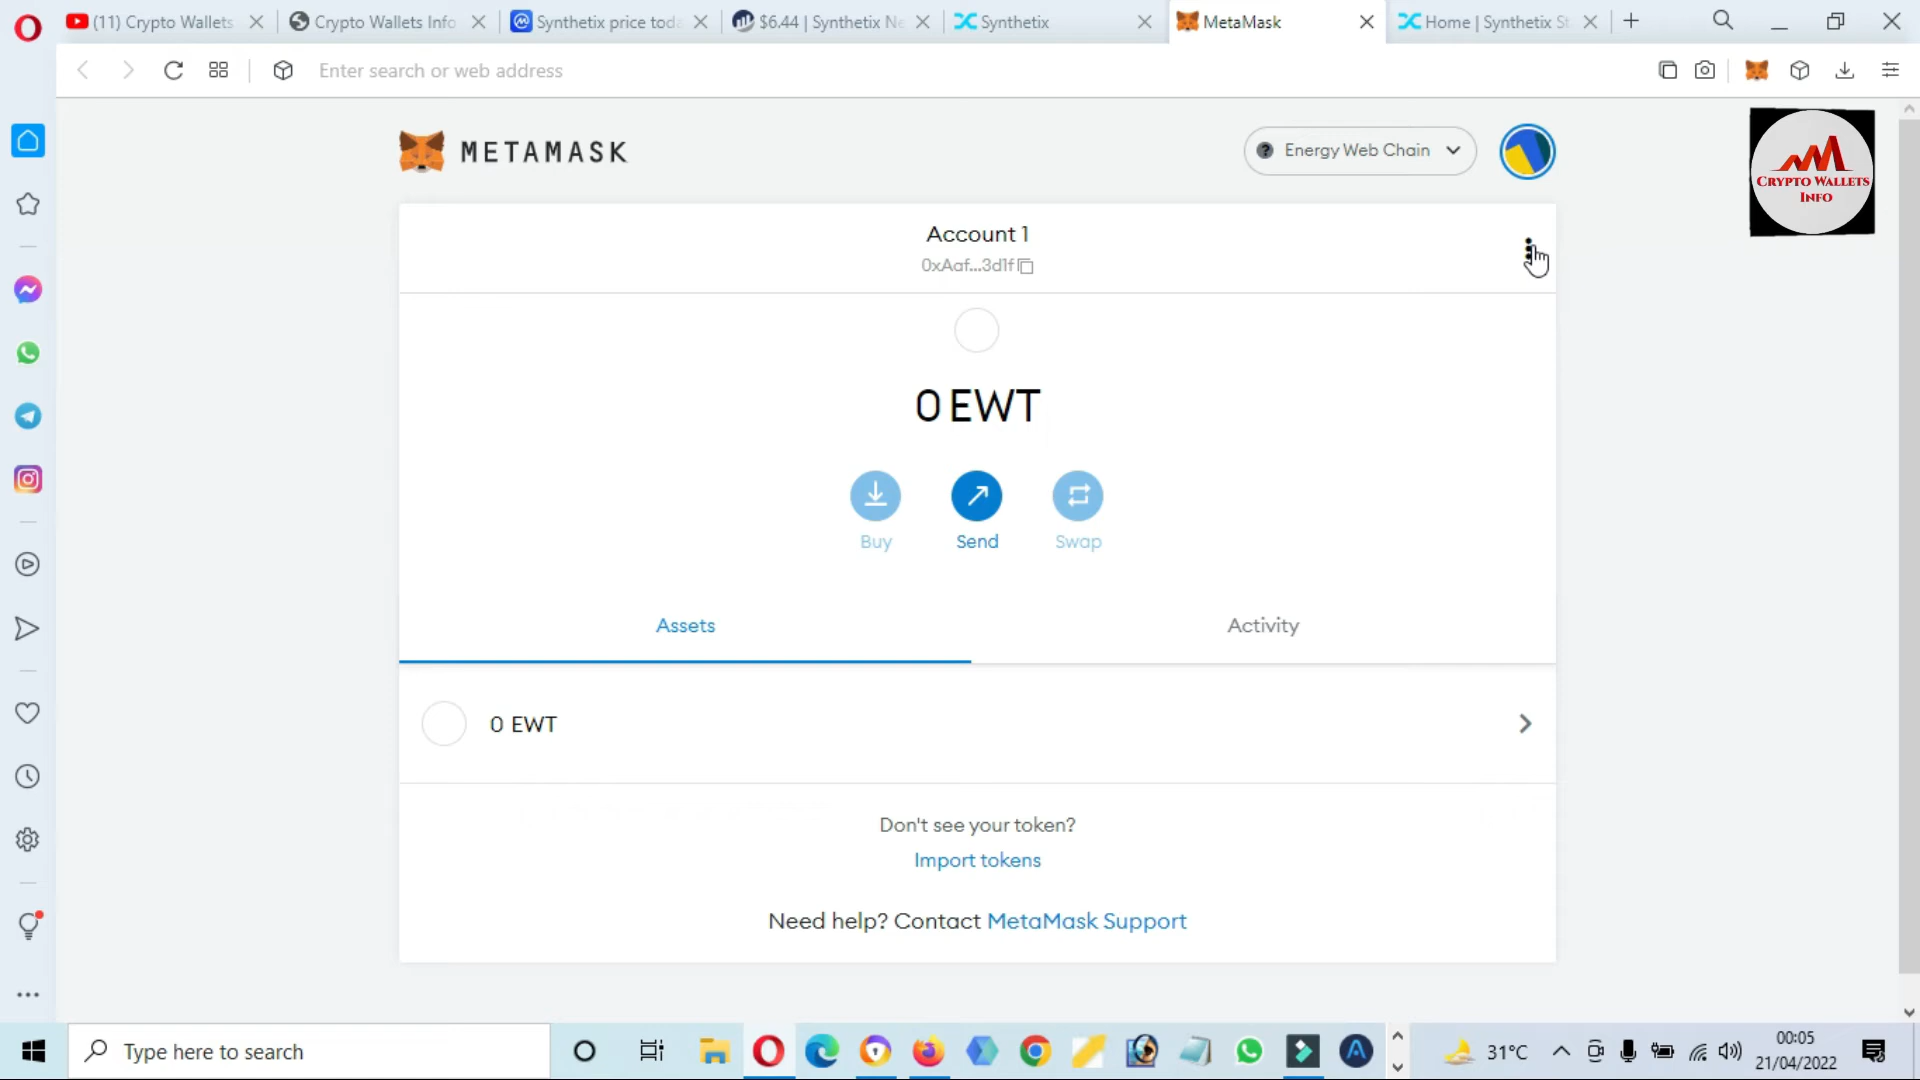 (11) Crypto Wallets
Crypto Wallets Info
Synthetix price toda
$6.44 | Synthetix Ne
Synthetix
MetaMask
Home | Synthetix St
Enter search or web address
METAMASK
Energy Web Chain
CRYPTO WALLETS
INFO
Account 1
0xAaf...3d1f
0 EWT
Buy
Send
Swap
Assets
Activity
0 EWT
Don't see your token?
Import tokens
Need help? Contact MetaMask Support
Type here to search
31°C
00:05
21/04/2022